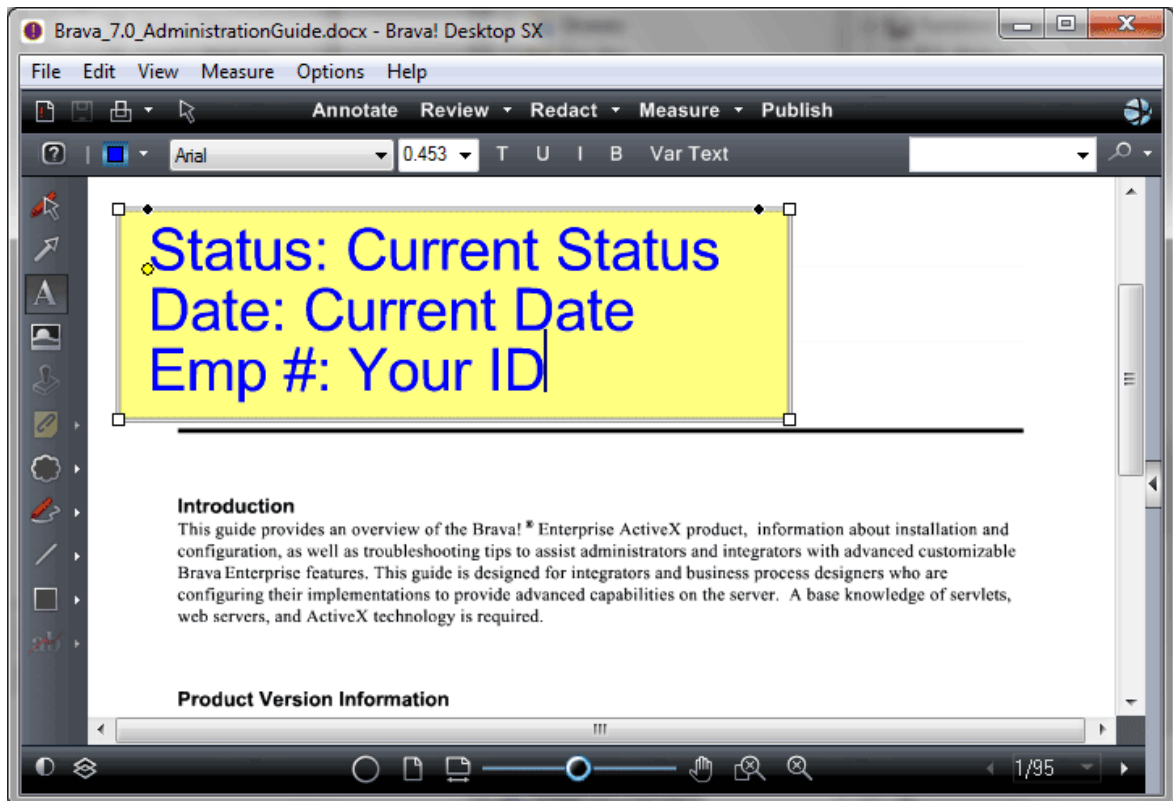 Brava_7.0_AdministrationGuide.docx - Brava! Desktop SX
File Edit View Measure Options Help
Annotate Review Redact Measure Publish
Arial 0.453 T U I B Var Text
A
Status: Current Status
Date: Current Date
Emp #: Your ID
Introduction
This guide provides an overview of the Brava! ® Enterprise ActiveX product, information about installation and
configuration, as well as troubleshooting tips to assist administrators and integrators with advanced customizable
Brava Enterprise features. This guide is designed for integrators and business process designers who are
configuring their implementations to provide advanced capabilities on the server. A base knowledge of servlets,
web servers, and ActiveX technology is required.
Product Version Information
1/95